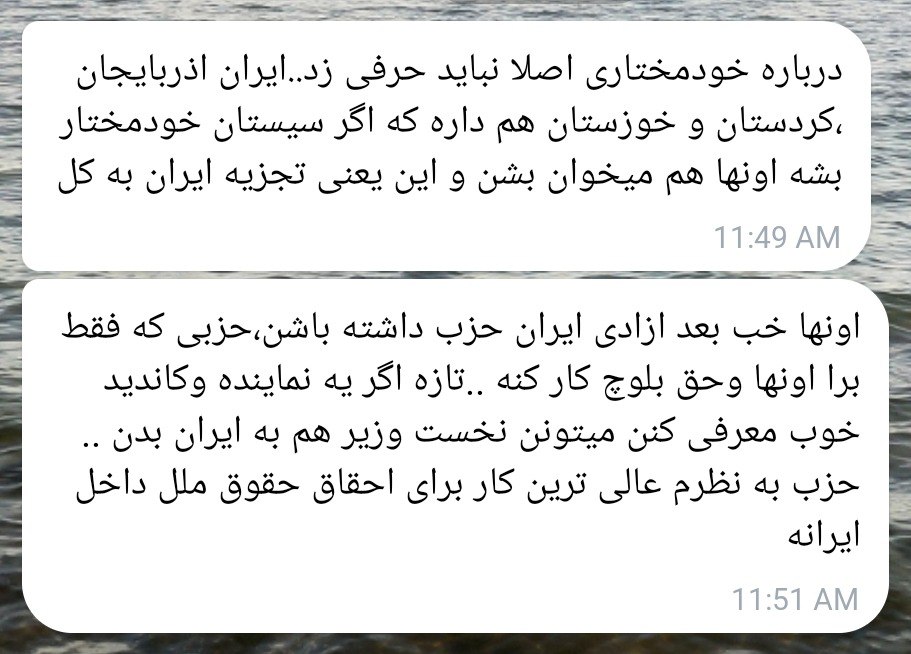 درباره خودمختاری اصلا نباید حرفی زد..ایران اذربایجان
،کردستان و خوزستان هم داره که اگر سیستان خودمختار
بشه اونها هم میخوان بشن و این یعنی تجزیه ایران به کل
11:49 AM
اونها خب بعد ازادی ایران حزب داشته باشن،حزبی که فقط
برا اونها وحق بلوچ کار کنه ..تازه اگر یه نماینده وکاندید
خوب معرفی کنن میتونن نخست وزیر هم به ایران بدن ..
حزب به نظرم عالی ترین کار برای احقاق حقوق ملل داخل
ایرانه
11:51 AM